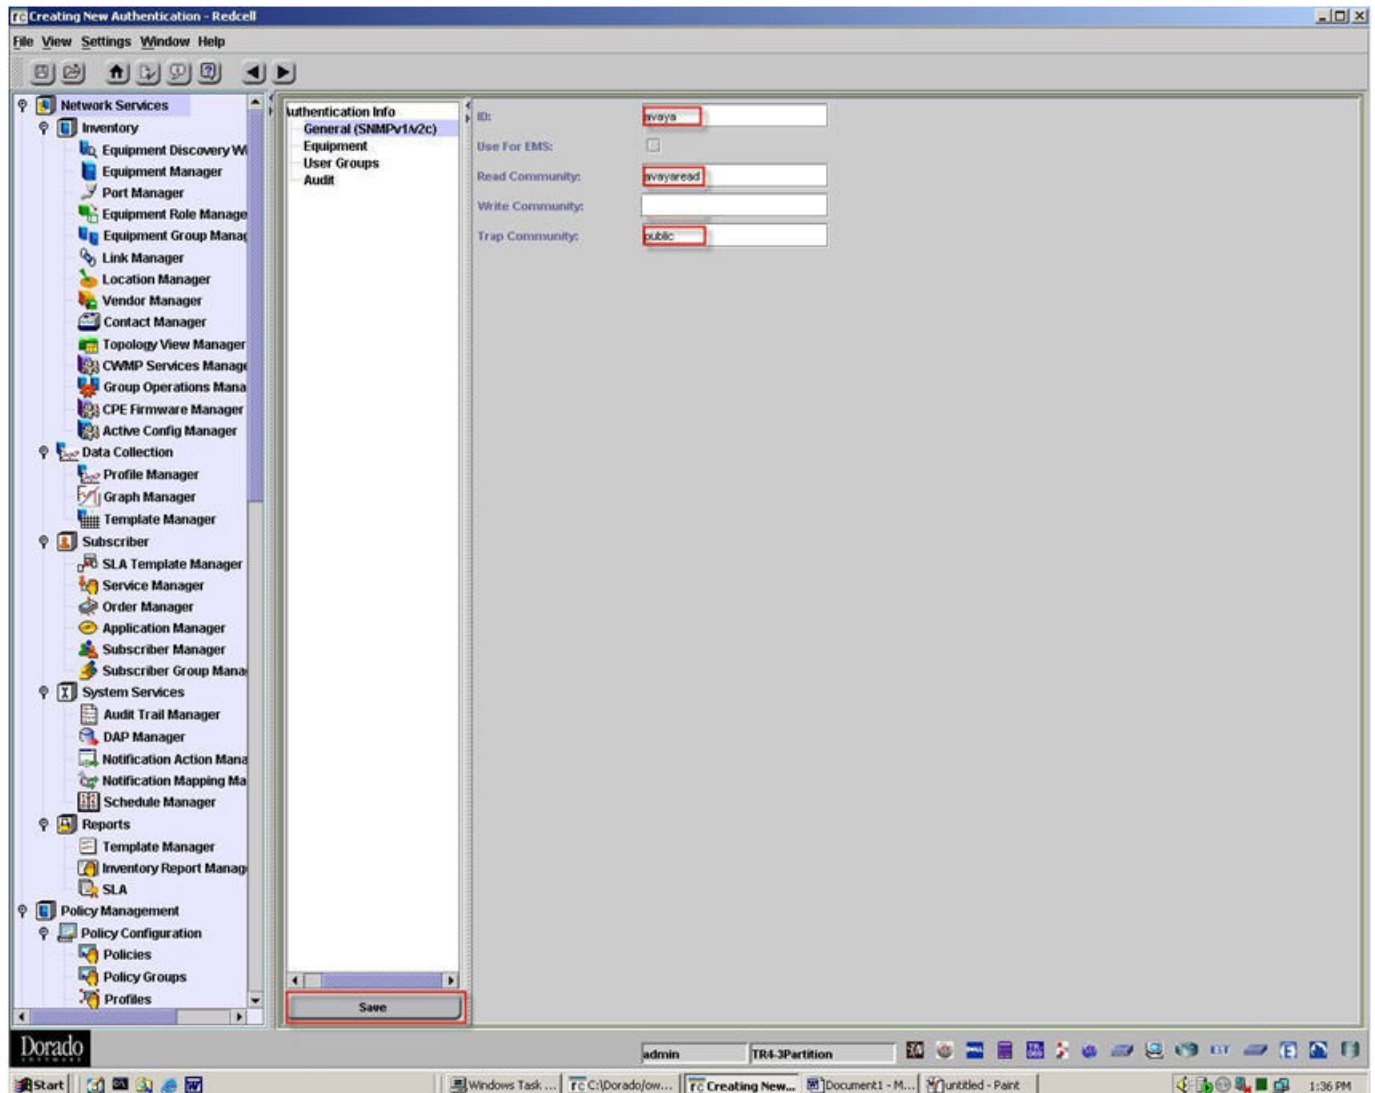 Creating New Authentication - Redcell
File View Settings Window Help
Network Services
Inventory
Equipment Discovery Wi
Equipment Manager
Port Manager
Equipment Role Manage
Equipment Group Manag
Link Manager
Location Manager
Vendor Manager
Contact Manager
Topology View Manager
CWMP Services Manage
Group Operations Mana
CPE Firmware Manager
Active Config Manager
Data Collection
Profile Manager
Graph Manager
Template Manager
Subscriber
SLA Template Manager
Service Manager
Order Manager
Application Manager
Subscriber Manager
Subscriber Group Mana
System Services
Audit Trail Manager
DAP Manager
Notification Action Mana
Notification Mapping Ma
Schedule Manager
Reports
Template Manager
Inventory Report Manag
SLA
Policy Management
Policy Configuration
Policies
Policy Groups
Profiles
Authentication Info
General (SNMPv1/v2c)
Equipment
User Groups
Audit
Save
ID: avaya
Use For EMS:
Read Community: avayaread
Write Community:
Trap Community: public
Dorado
SOFTWARE
admin TR4-3Partition
Start Windows Task ... C:\Dorado/ow... Creating New... Document1 - M... untitled - Paint 1:36 PM